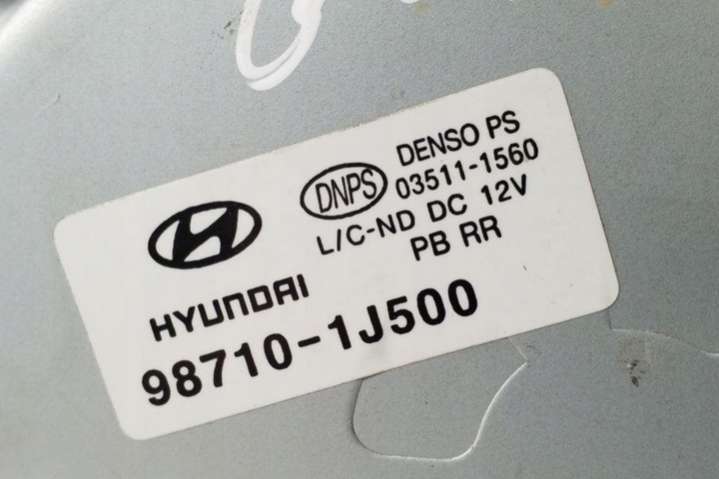 DENSO PS
DNPS 03511-1560
L/C-ND DC 12V
PB RR
HYUNDAI
98710-1J500